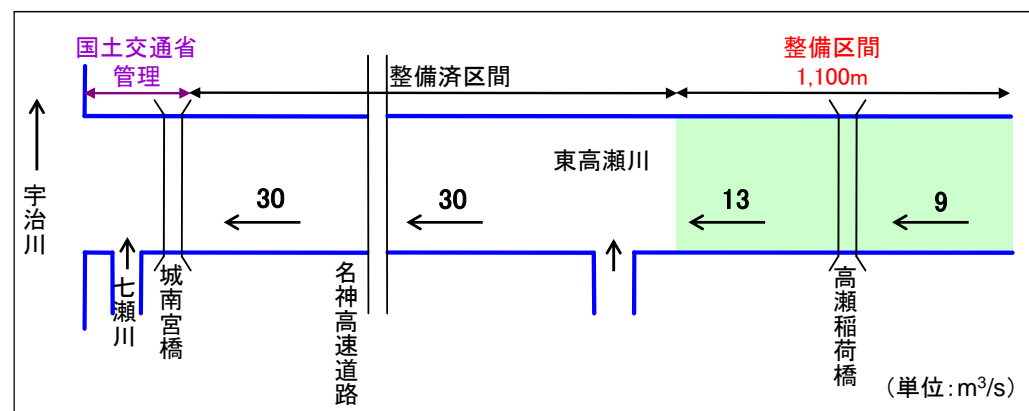 国土交通省
管理
整備済区間
整備区間
1,100m
東高瀬川
30
30
13
9
宇治川
七瀬川
城南宮橋
名神高速道路
高瀬稲荷橋
（単位：m³/s）